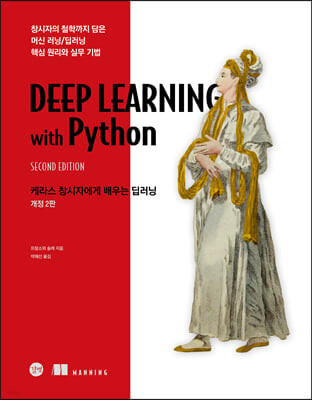 창시자의 철학까지 담은
머신 러닝/딥러닝
핵심 원리와 실무 기법
DEEP LEARNING
with Python
SECOND EDITION
케라스 창시자에게 배우는 딥러닝
개정 2판
프랑소와 숄레 지음
박해선 옮김
길벗
MANNING